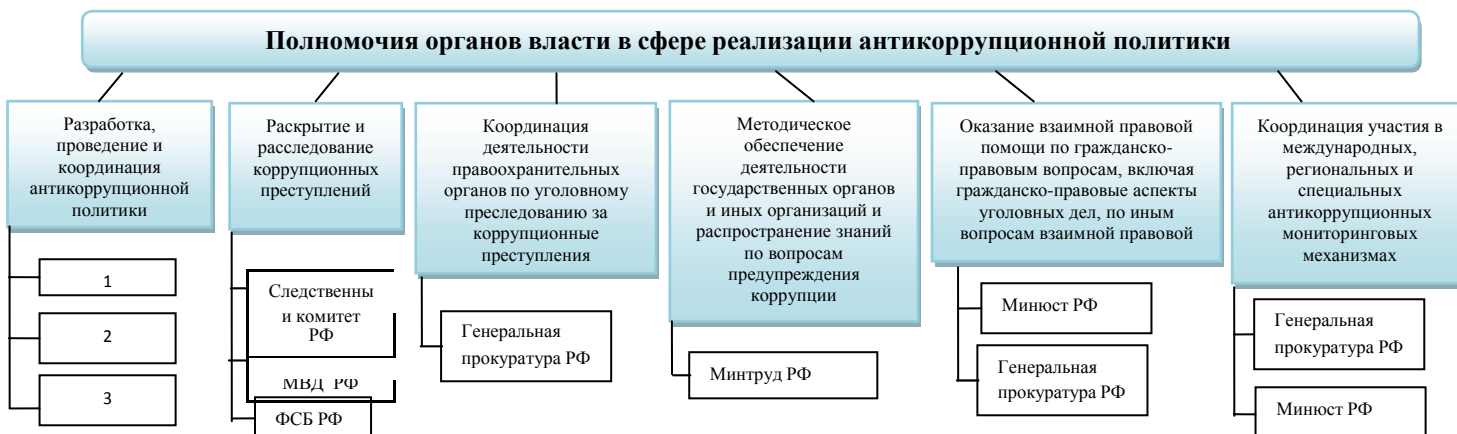 Полномочия органов власти в сфере реализации антикоррупционной политики
Разработка,
проведение и
координация
антикоррупционной
политики
1
2
3
Раскрытие и
расследование
коррупционных
преступлений
Следственны
и комитет
РФ
МВД РФ
ФСБ РФ
Координация
деятельности
правоохранительных
органов по уголовному
преследованию за
коррупционные
преступления
Генеральная
прокуратура РФ
Методическое
обеспечение
деятельности
государственных органов
и иных организаций и
распространение знаний
по вопросам
предупреждения
коррупции
Минтруд РФ
Оказание взаимной правовой
помощи по гражданско-
правовым вопросам, включая
гражданско-правовые аспекты
уголовных дел, по иным
вопросам взаимной правовой
Минюст РФ
Генеральная
прокуратура РФ
Координация участия в
международных,
региональных и
специальных
антикоррупционных
мониторинговых
механизмах
Генеральная
прокуратура РФ
Минюст РФ